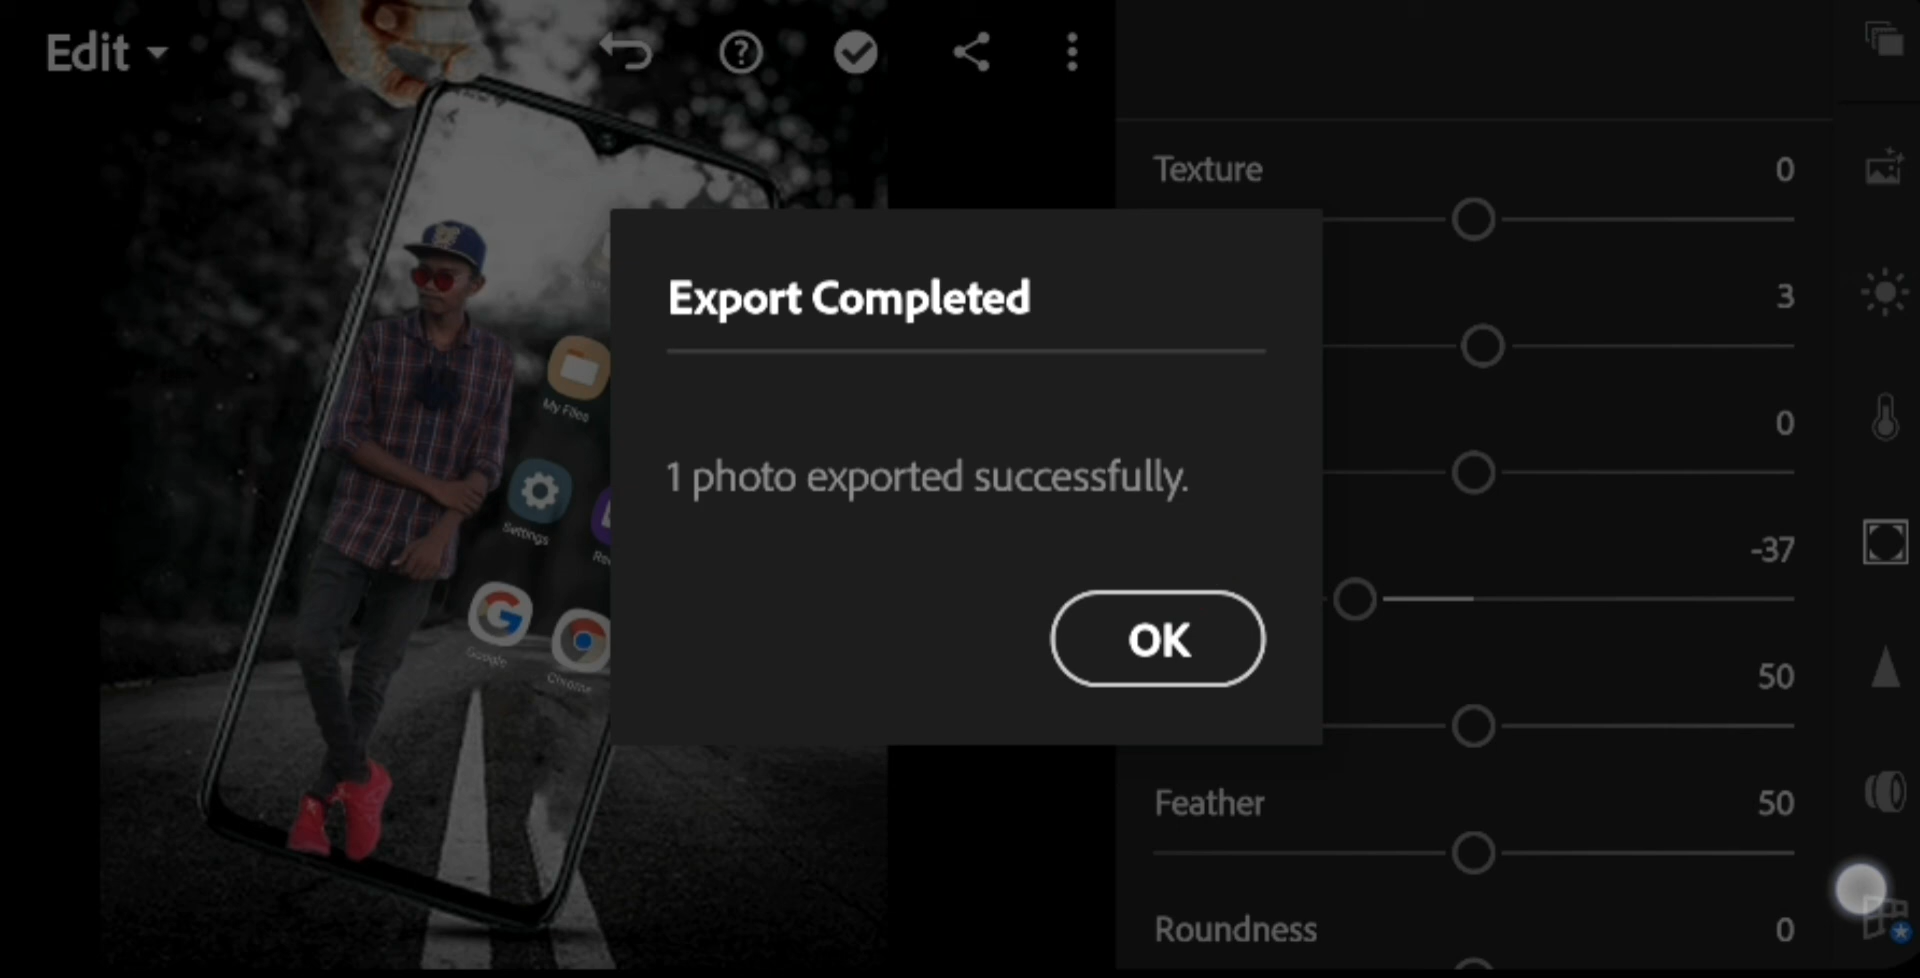 Edit
Texture 0
3
0
-37
50
Feather 50
Roundness 0
Export Completed
1 photo exported successfully.
OK
My Files
Settings
Google
Chrome